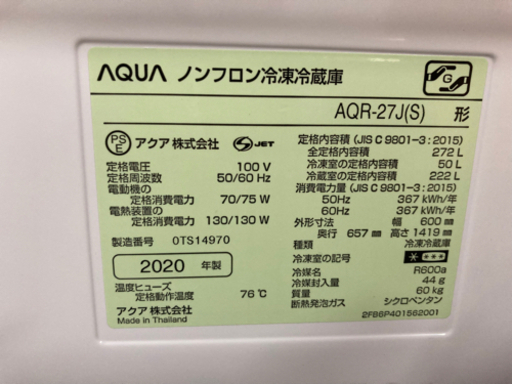 AQUA ノンフロン冷凍冷蔵庫
AQR-27J(S) 形
PSE アクア株式会社 S-JET
定格電圧 100 V
定格周波数 50/60 Hz
電動機の
定格消費電力 70/75 W
電熱装置の
定格消費電力 130/130 W
製造番号 0TS14970
2020 年製
温度ヒューズ
定格動作温度 76℃
アクア株式会社
Made in Thailand
G
定格内容積 (JIS C 9801-3 : 2015)
全定格内容積 272 L
冷凍室の定格内容積 50 L
冷蔵室の定格内容積 222 L
消費電力量 (JIS C 9801-3 : 2015)
50Hz 367 kWh/年
60Hz 367 kWh/年
外形寸法 幅 600 mm
奥行 657 mm 高さ 1419 mm
種類 冷凍冷蔵庫
冷凍室の記号
冷媒名 R600a
冷媒封入量 44 g
質量 60 kg
断熱発泡ガス シクロペンタン
2FB6P401562001